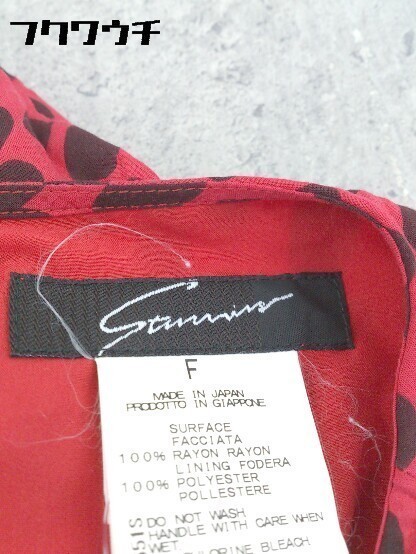 フクワウチ
F
MADE IN JAPAN
PRODOTTO IN GIAPPONE
SURFACE
FACCIATA
100% RAYON RAYON
LINING FODERA
100% POLYESTER
POLLESTERE
DO NOT WASH
HANDLE WITH CARE WHEN
WET
BLEACH